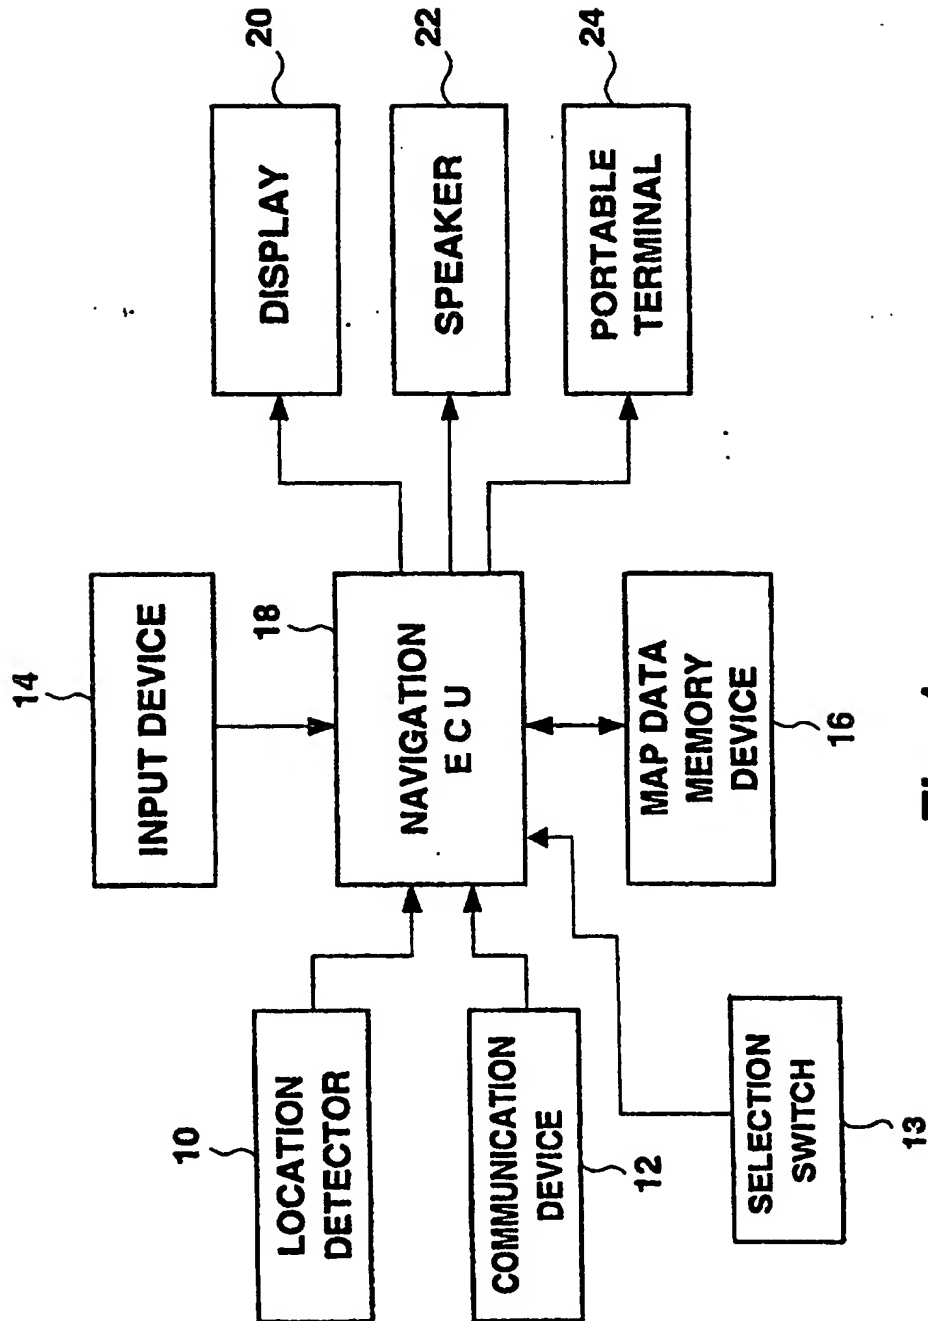 14
INPUT DEVICE
10
LOCATION
DETECTOR
18
NAVIGATION
ECU
20
DISPLAY
COMMUNICATION
DEVICE
12
22
SPEAKER
24
PORTABLE
TERMINAL
MAP DATA
MEMORY
DEVICE
16
SELECTION
SWITCH
13